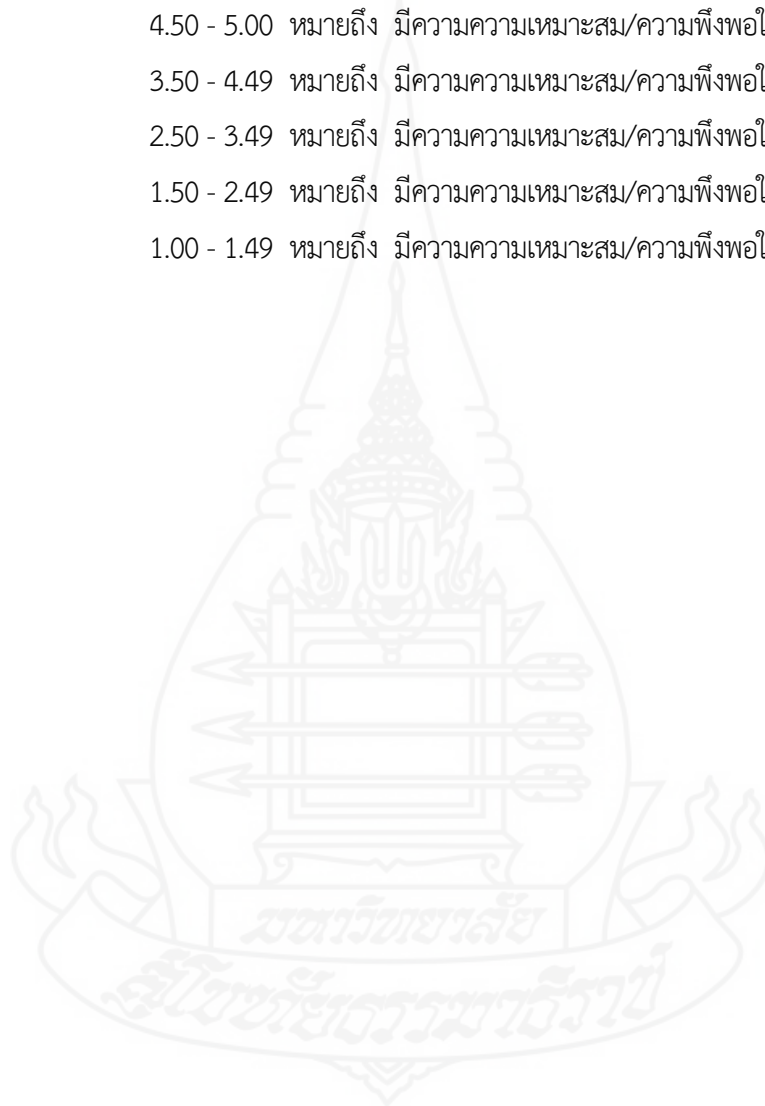 4.50 - 5.00 หมายถึง มีความความเหมาะสม/ความพึงพอใ
3.50 - 4.49 หมายถึง มีความความเหมาะสม/ความพึงพอใ
2.50 - 3.49 หมายถึง มีความความเหมาะสม/ความพึงพอใ
1.50 - 2.49 หมายถึง มีความความเหมาะสม/ความพึงพอใ
1.00 - 1.49 หมายถึง มีความความเหมาะสม/ความพึงพอใ
มหาวิทยาลัย
สุโขทัยธรรมาธิราช